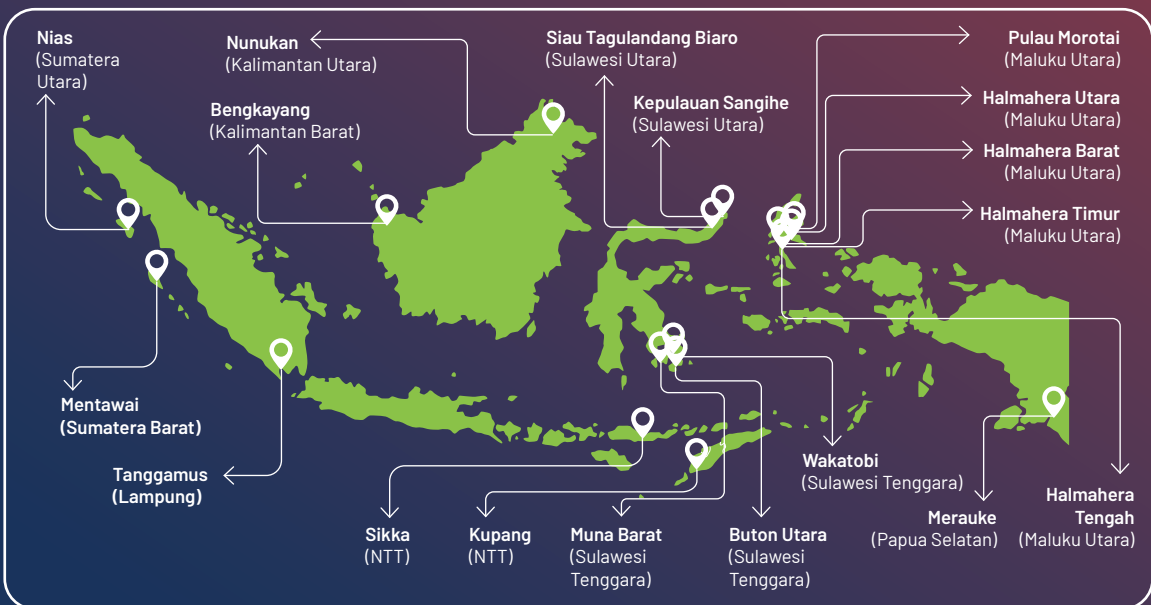 Nias
(Sumatera
Utara)
Nunukan
(Kalimantan Utara)
Bengkayang
(Kalimantan Barat)
Siau Tagulandang Biaro
(Sulawesi Utara)
Kepulauan Sangihe
(Sulawesi Utara)
Pulau Morotai
(Maluku Utara)
Halmahera Utara
(Maluku Utara)
Halmahera Barat
(Maluku Utara)
Halmahera Timur
(Maluku Utara)
Mentawai
(Sumatera Barat)
Tanggamus
(Lampung)
Sikka
(NTT)
Kupang
(NTT)
Muna Barat
(Sulawesi
Tenggara)
Buton Utara
(Sulawesi
Tenggara)
Wakatobi
(Sulawesi Tenggara)
Merauke
(Papua Selatan)
Halmahera
Tengah
(Maluku Utara)